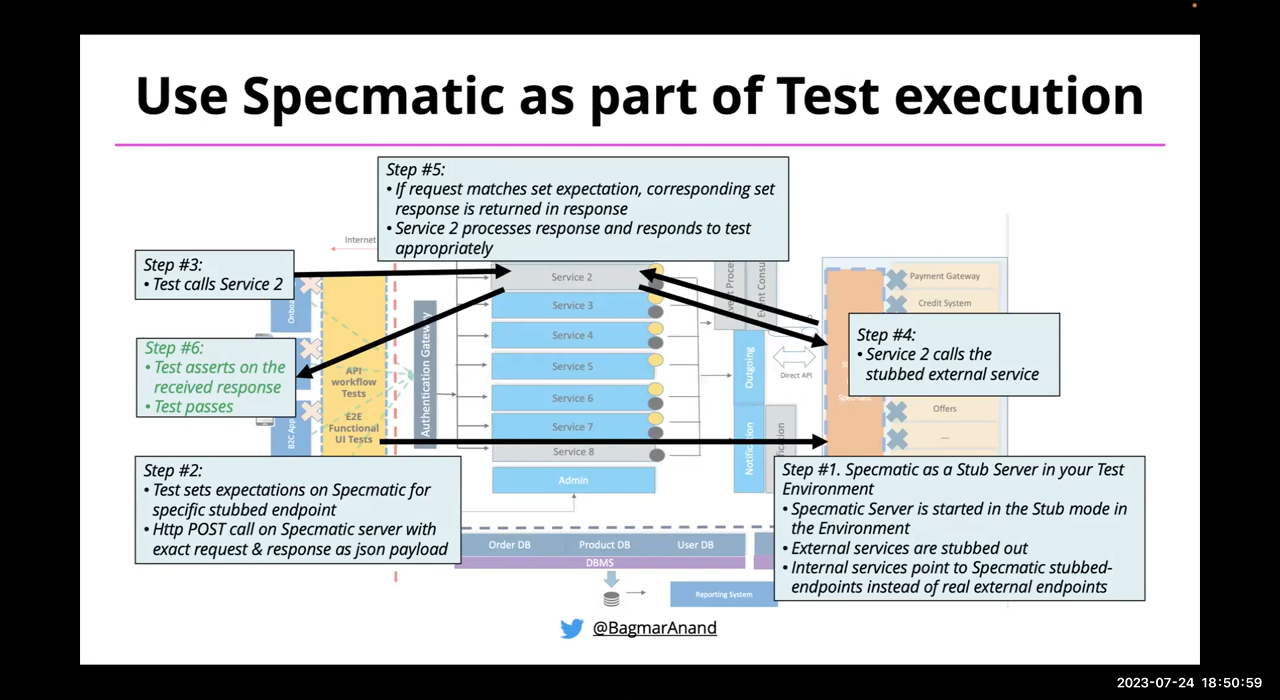 Use Specmatic as part of Test execution
Step #5:
• If request matches set expectation, corresponding set
response is returned in response
• Service 2 processes response and responds to test
appropriately
Internet
Step #3:
• Test calls Service 2
Step #6:
• Test asserts on the
received response
• Test passes
API
workflow
Tests
E2E
Functional
UI Tests
B2C App
Authentication Gateway
Service 2
Service 3
Service 4
Service 5
Service 6
Service 7
Service 8
Admin
Event Consu
Outgoing
Notification
Direct API
Specmatic
Payment Gateway
Credit System
Offers
....
Step #4:
• Service 2 calls the
stubbed external service
Step #2:
• Test sets expectations on Specmatic for
specific stubbed endpoint
• Http POST call on Specmatic server with
exact request & response as json payload
Step #1. Specmatic as a Stub Server in your Test
Environment
• Specmatic Server is started in the Stub mode in
the Environment
• External services are stubbed out
• Internal services point to Specmatic stubbed-
endpoints instead of real external endpoints
Order DB
Product DB
User DB
DBMS
Reporting System
@BagmarAnand
2023-07-24 18:50:59